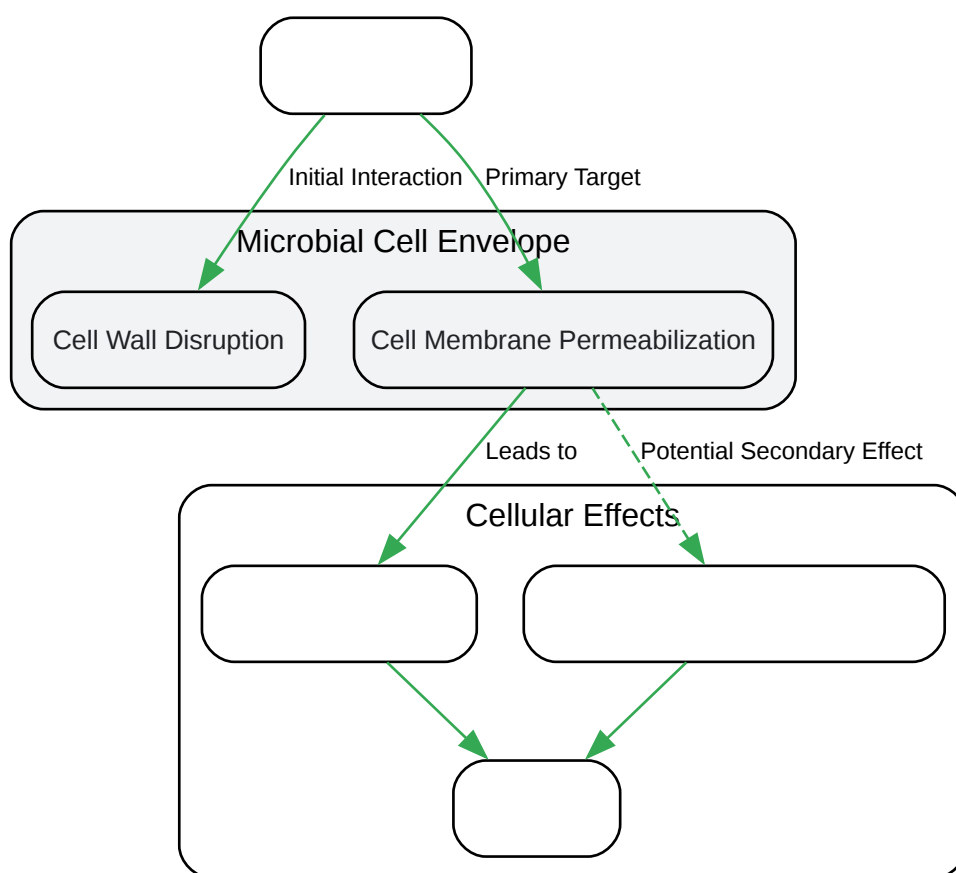 Initial Interaction
Primary Target
Microbial Cell Envelope
Cell Wall Disruption
Cell Membrane Permeabilization
Leads to
Potential Secondary Effect
Cellular Effects